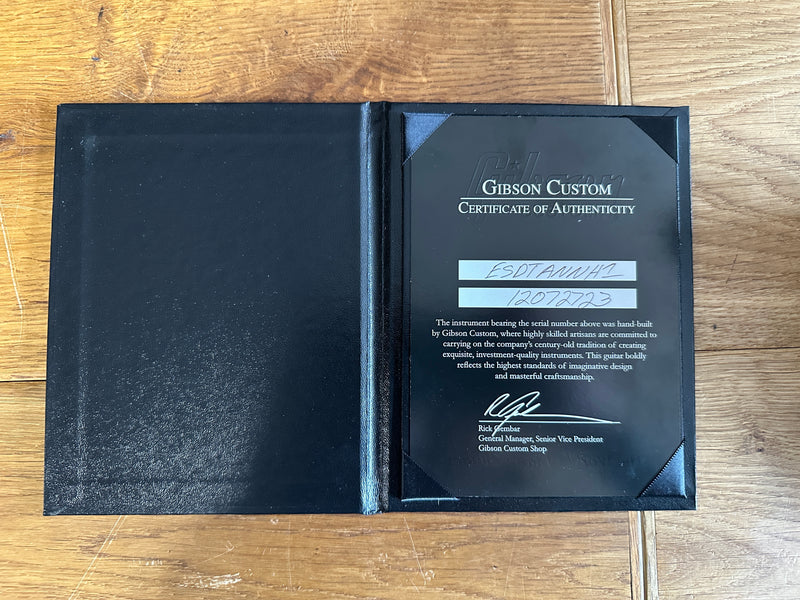 Gibson
GIBSON CUSTOM
CERTIFICATE OF AUTHENTICITY
ESDTANNH1
12072723
The instrument bearing the serial number above was hand-built
by Gibson Custom, where highly skilled artisans are committed to
carrying on the company's century-old tradition of creating
exquisite, investment-quality instruments. This guitar boldly
reflects the highest standards of imaginative design
and masterful craftsmanship.
Rick Gembar
General Manager, Senior Vice President
Gibson Custom Shop